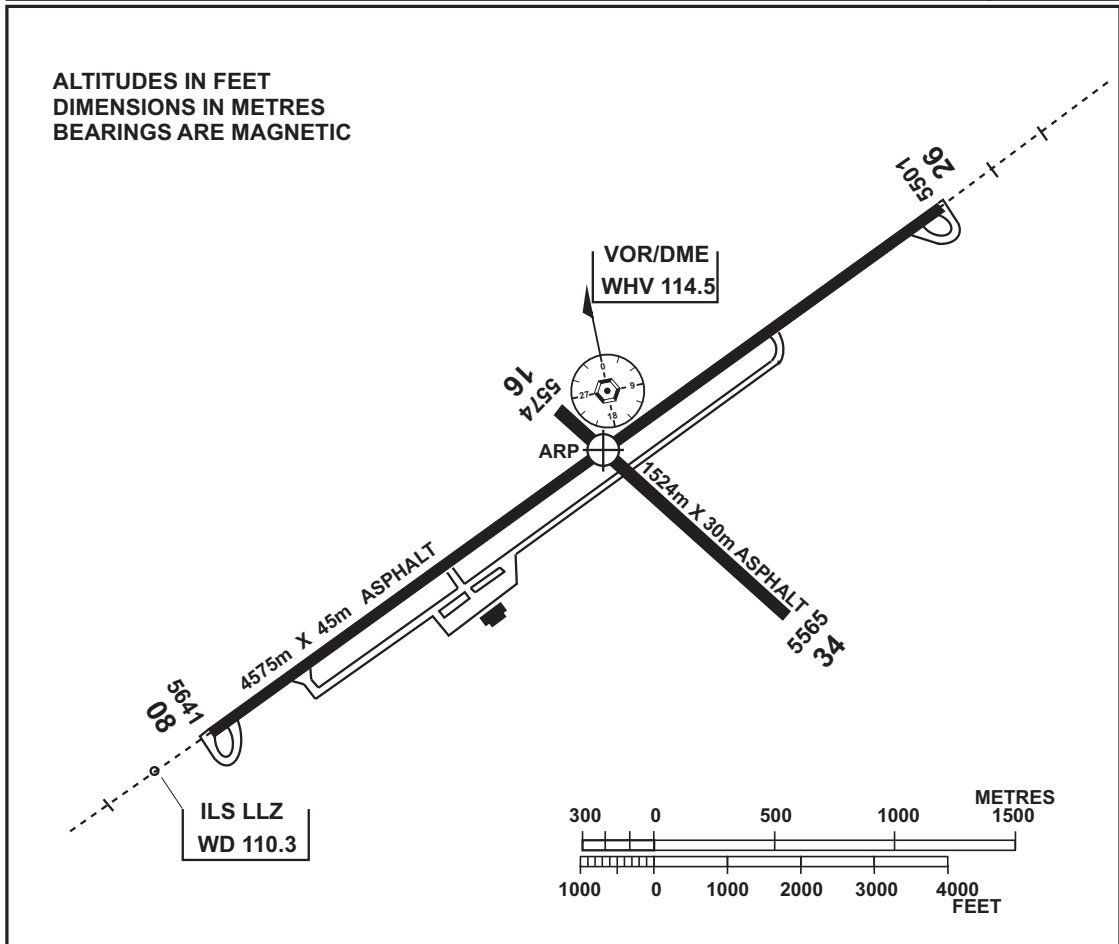 ALTITUDES IN FEET
DIMENSIONS IN METRES
BEARINGS ARE MAGNETIC
26
5501
VOR/DME
WHV 114.5
0
9
18
27
16
5574
ARP
1524m X 30m ASPHALT
5565
34
4575m X 45m ASPHALT
5641
08
ILS LLZ
WD 110.3
METRES
300 0 500 1000 1500
1000 0 1000 2000 3000 4000
FEET